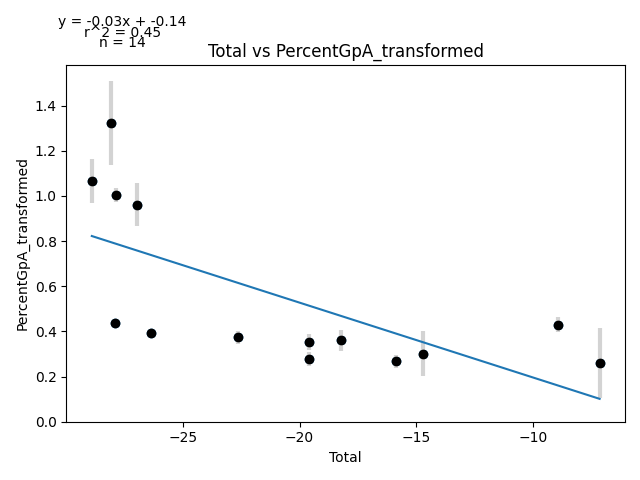 y = -0.03x + -0.14
r^2 = 0.45
n = 14
Total vs PercentGpA_transformed
PercentGpA_transformed
1.4
1.2
1.0
0.8
0.6
0.4
0.2
0.0
−25
−20
−15
−10
Total